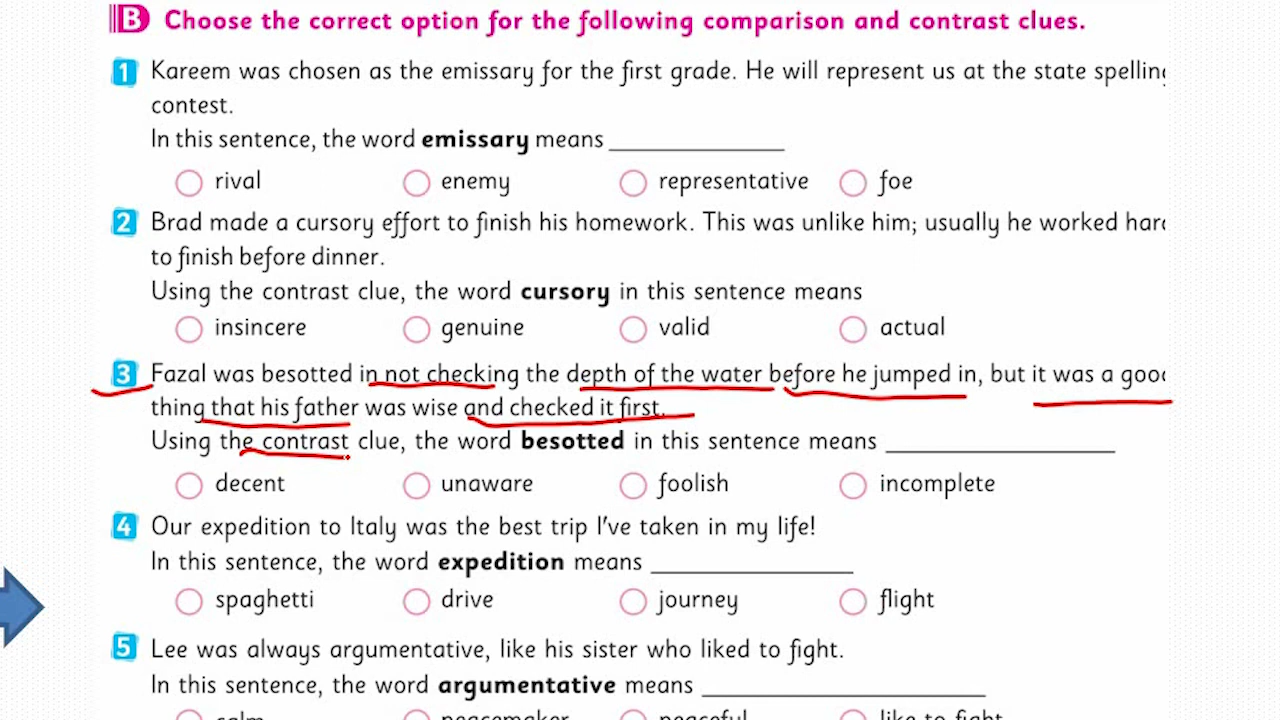 B Choose the correct option for the following comparison and contrast clues.
1 Kareem was chosen as the emissary for the first grade. He will represent us at the state
contest.
In this sentence, the word emissary means
rival enemy representative foe
2 Brad made a cursory effort to finish his homework. This was unlike him; usually he worked
to finish before dinner.
Using the contrast clue, the word cursory in this sentence means
insincere genuine valid actual
3 Fazal was besotted in not checking the depth of the water before he jumped in, but it was a
thing that his father was wise and checked it first.
Using the contrast clue, the word besotted in this sentence means
decent unaware foolish incomplete
4 Our expedition to Italy was the best trip I've taken in my life!
In this sentence, the word expedition means
spaghetti drive journey flight
5 Lee was always argumentative, like his sister who liked to fight.
In this sentence, the word argumentative means